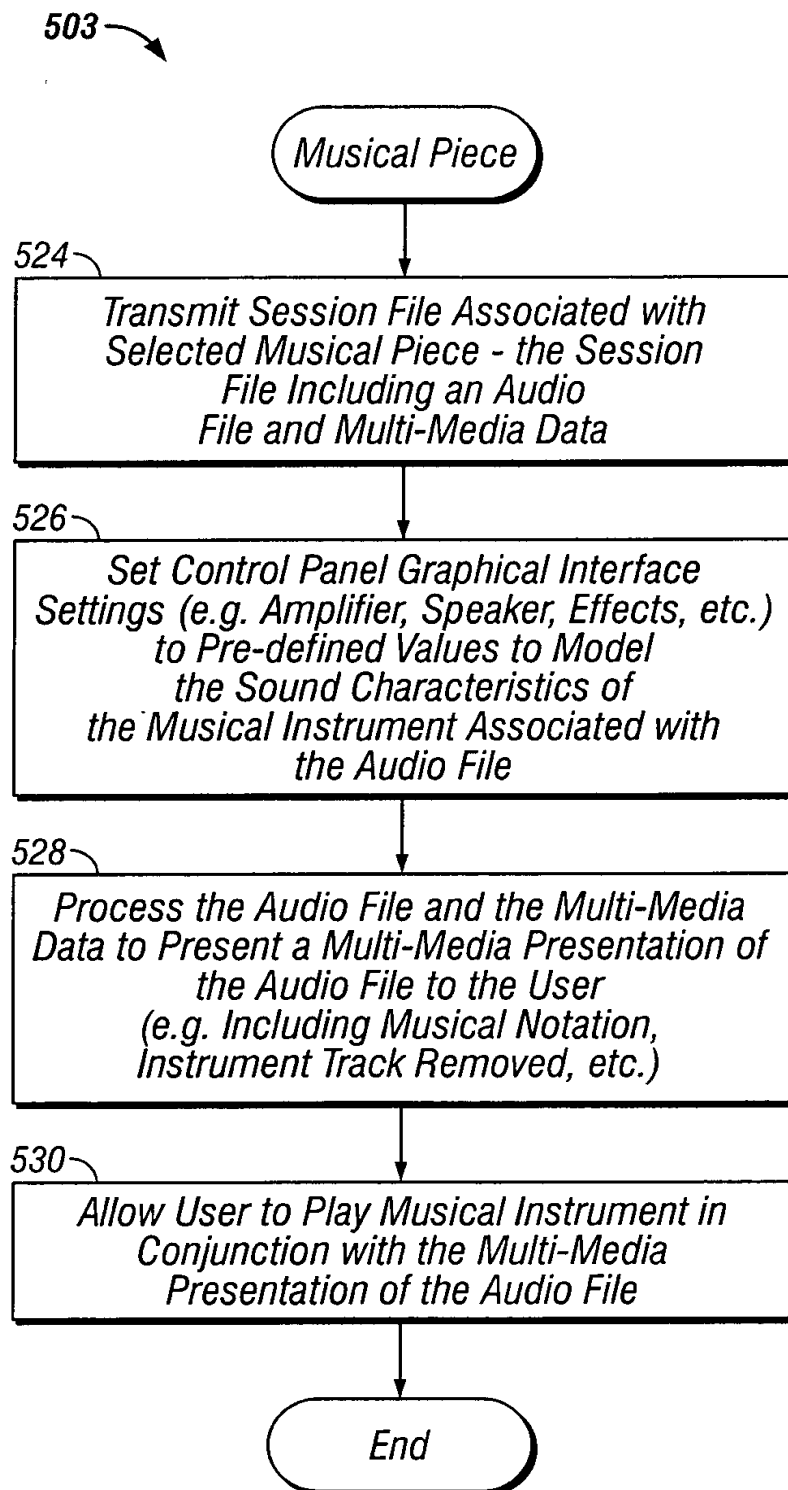 503
Musical Piece
524
Transmit Session File Associated with
Selected Musical Piece - the Session
File Including an Audio
File and Multi-Media Data
526
Set Control Panel Graphical Interface
Settings (e.g. Amplifier, Speaker, Effects, etc.)
to Pre-defined Values to Model
the Sound Characteristics of
the Musical Instrument Associated with
the Audio File
528
Process the Audio File and the Multi-Media
Data to Present a Multi-Media Presentation of
the Audio File to the User
(e.g. Including Musical Notation,
Instrument Track Removed, etc.)
530
Allow User to Play Musical Instrument in
Conjunction with the Multi-Media
Presentation of the Audio File
End